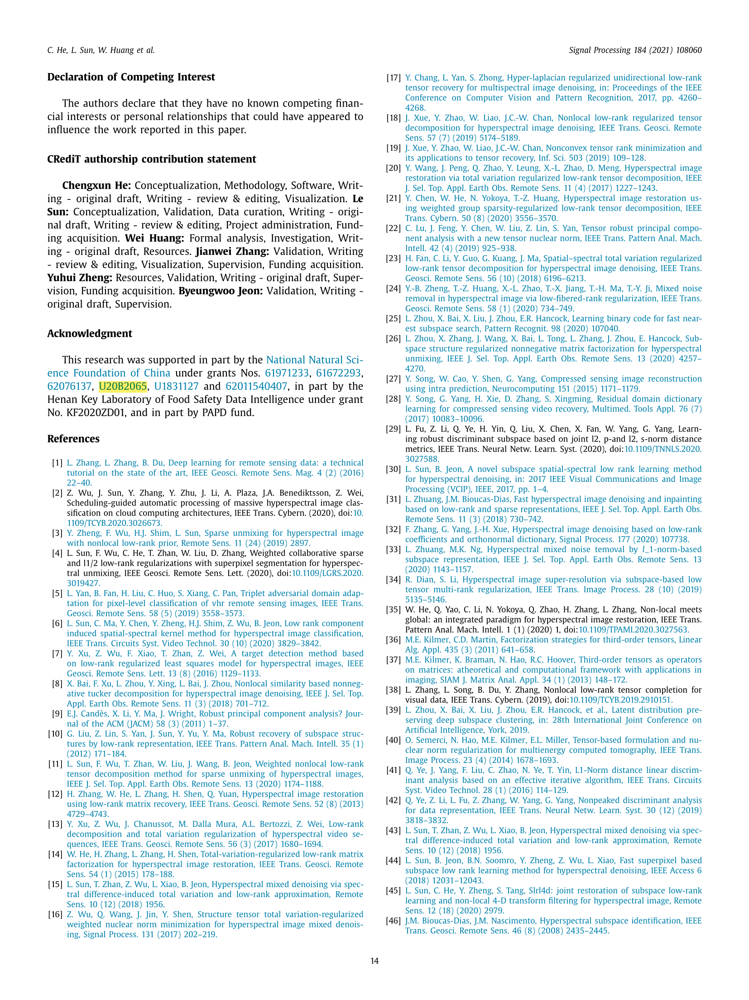 C. He, L. Sun, W. Huang et al.
Signal Processing 184 (2021) 108060
Declaration of Competing Interest
The authors declare that they have no known competing finan-
cial interests or personal relationships that could have appeared to
influence the work reported in this paper.
CRediT authorship contribution statement
Chengxun He: Conceptualization, Methodology, Software, Writ-
ing - original draft, Writing - review & editing, Visualization. Le
Sun: Conceptualization, Validation, Data curation, Writing - origi-
nal draft, Writing - review & editing, Project administration, Fund-
ing acquisition. Wei Huang: Formal analysis, Investigation, Writ-
ing - original draft, Resources. Jianwei Zhang: Validation, Writing
- review & editing, Visualization, Supervision, Funding acquisition.
Yuhui Zheng: Resources, Validation, Writing - original draft, Super-
vision, Funding acquisition. Byeungwoo Jeon: Validation, Writing -
original draft, Supervision.
Acknowledgment
This research was supported in part by the National Natural Sci-
ence Foundation of China under grants Nos. 61971233, 61672293,
62076137, U20B2065, U1831127 and 62011540407, in part by the
Henan Key Laboratory of Food Safety Data Intelligence under grant
No. KF2020ZD01, and in part by PAPD fund.
References
[1] L. Zhang, L. Zhang, B. Du, Deep learning for remote sensing data: a technical
tutorial on the state of the art, IEEE Geosci. Remote Sens. Mag. 4 (2) (2016)
22–40.
[2] Z. Wu, J. Sun, Y. Zhang, Y. Zhu, J. Li, A. Plaza, J.A. Benediktsson, Z. Wei,
Scheduling-guided automatic processing of massive hyperspectral image clas-
sification on cloud computing architectures, IEEE Trans. Cybern. (2020), doi:10.
1109/TCYB.2020.3026673.
[3] Y. Zheng, F. Wu, H.J. Shim, L. Sun, Sparse unmixing for hyperspectral image
with nonlocal low-rank prior, Remote Sens. 11 (24) (2019) 2897.
[4] L. Sun, F. Wu, C. He, T. Zhan, W. Liu, D. Zhang, Weighted collaborative sparse
and l1/2 low-rank regularizations with superpixel segmentation for hyperspec-
tral unmixing, IEEE Geosci. Remote Sens. Lett. (2020), doi:10.1109/LGRS.2020.
3019427.
[5] L. Yan, B. Fan, H. Liu, C. Huo, S. Xiang, C. Pan, Triplet adversarial domain adap-
tation for pixel-level classification of vhr remote sensing images, IEEE Trans.
Geosci. Remote Sens. 58 (5) (2019) 3558–3573.
[6] L. Sun, C. Ma, Y. Chen, Y. Zheng, H.J. Shim, Z. Wu, B. Jeon, Low rank component
induced spatial-spectral kernel method for hyperspectral image classification,
IEEE Trans. Circuits Syst. Video Technol. 30 (10) (2020) 3829–3842.
[7] Y. Xu, Z. Wu, F. Xiao, T. Zhan, Z. Wei, A target detection method based
on low-rank regularized least squares model for hyperspectral images, IEEE
Geosci. Remote Sens. Lett. 13 (8) (2016) 1129–1133.
[8] X. Bai, F. Xu, L. Zhou, Y. Xing, L. Bai, J. Zhou, Nonlocal similarity based nonneg-
ative tucker decomposition for hyperspectral image denoising, IEEE J. Sel. Top.
Appl. Earth Obs. Remote Sens. 11 (3) (2018) 701–712.
[9] E.J. Candès, X. Li, Y. Ma, J. Wright, Robust principal component analysis? Jour-
nal of the ACM (JACM) 58 (3) (2011) 1–37.
[10] G. Liu, Z. Lin, S. Yan, J. Sun, Y. Yu, Y. Ma, Robust recovery of subspace struc-
tures by low-rank representation, IEEE Trans. Pattern Anal. Mach. Intell. 35 (1)
(2012) 171–184.
[11] L. Sun, F. Wu, T. Zhan, W. Liu, J. Wang, B. Jeon, Weighted nonlocal low-rank
tensor decomposition method for sparse unmixing of hyperspectral images,
IEEE J. Sel. Top. Appl. Earth Obs. Remote Sens. 13 (2020) 1174–1188.
[12] H. Zhang, W. He, L. Zhang, H. Shen, Q. Yuan, Hyperspectral image restoration
using low-rank matrix recovery, IEEE Trans. Geosci. Remote Sens. 52 (8) (2013)
4729–4743.
[13] Y. Xu, Z. Wu, J. Chanussot, M. Dalla Mura, A.L. Bertozzi, Z. Wei, Low-rank
decomposition and total variation regularization of hyperspectral video se-
quences, IEEE Trans. Geosci. Remote Sens. 56 (3) (2017) 1680–1694.
[14] W. He, H. Zhang, L. Zhang, H. Shen, Total-variation-regularized low-rank matrix
factorization for hyperspectral image restoration, IEEE Trans. Geosci. Remote
Sens. 54 (1) (2015) 178–188.
[15] L. Sun, T. Zhan, Z. Wu, L. Xiao, B. Jeon, Hyperspectral mixed denoising via spec-
tral difference-induced total variation and low-rank approximation, Remote
Sens. 10 (12) (2018) 1956.
[16] Z. Wu, Q. Wang, J. Jin, Y. Shen, Structure tensor total variation-regularized
weighted nuclear norm minimization for hyperspectral image mixed denois-
ing, Signal Process. 131 (2017) 202–219.
[17] Y. Chang, L. Yan, S. Zhong, Hyper-laplacian regularized unidirectional low-rank
tensor recovery for multispectral image denoising, in: Proceedings of the IEEE
Conference on Computer Vision and Pattern Recognition, 2017, pp. 4260–
4268.
[18] J. Xue, Y. Zhao, W. Liao, J.C.-W. Chan, Nonlocal low-rank regularized tensor
decomposition for hyperspectral image denoising, IEEE Trans. Geosci. Remote
Sens. 57 (7) (2019) 5174–5189.
[19] J. Xue, Y. Zhao, W. Liao, J.C.-W. Chan, Nonconvex tensor rank minimization and
its applications to tensor recovery, Inf. Sci. 503 (2019) 109–128.
[20] Y. Wang, J. Peng, Q. Zhao, Y. Leung, X.-L. Zhao, D. Meng, Hyperspectral image
restoration via total variation regularized low-rank tensor decomposition, IEEE
J. Sel. Top. Appl. Earth Obs. Remote Sens. 11 (4) (2017) 1227–1243.
[21] Y. Chen, W. He, N. Yokoya, T.-Z. Huang, Hyperspectral image restoration us-
ing weighted group sparsity-regularized low-rank tensor decomposition, IEEE
Trans. Cybern. 50 (8) (2020) 3556–3570.
[22] C. Lu, J. Feng, Y. Chen, W. Liu, Z. Lin, S. Yan, Tensor robust principal compo-
nent analysis with a new tensor nuclear norm, IEEE Trans. Pattern Anal. Mach.
Intell. 42 (4) (2019) 925–938.
[23] H. Fan, C. Li, Y. Guo, G. Kuang, J. Ma, Spatial–spectral total variation regularized
low-rank tensor decomposition for hyperspectral image denoising, IEEE Trans.
Geosci. Remote Sens. 56 (10) (2018) 6196–6213.
[24] Y.-B. Zheng, T.-Z. Huang, X.-L. Zhao, T.-X. Jiang, T.-H. Ma, T.-Y. Ji, Mixed noise
removal in hyperspectral image via low-fibered-rank regularization, IEEE Trans.
Geosci. Remote Sens. 58 (1) (2020) 734–749.
[25] L. Zhou, X. Bai, X. Liu, J. Zhou, E.R. Hancock, Learning binary code for fast near-
est subspace search, Pattern Recognit. 98 (2020) 107040.
[26] L. Zhou, X. Zhang, J. Wang, X. Bai, L. Tong, L. Zhang, J. Zhou, E. Hancock, Sub-
space structure regularized nonnegative matrix factorization for hyperspectral
unmixing, IEEE J. Sel. Top. Appl. Earth Obs. Remote Sens. 13 (2020) 4257–
4270.
[27] Y. Song, W. Cao, Y. Shen, G. Yang, Compressed sensing image reconstruction
using intra prediction, Neurocomputing 151 (2015) 1171–1179.
[28] Y. Song, G. Yang, H. Xie, D. Zhang, S. Xingming, Residual domain dictionary
learning for compressed sensing video recovery, Multimed. Tools Appl. 76 (7)
(2017) 10083–10096.
[29] L. Fu, Z. Li, Q. Ye, H. Yin, Q. Liu, X. Chen, X. Fan, W. Yang, G. Yang, Learn-
ing robust discriminant subspace based on joint l2, p-and l2, s-norm distance
metrics, IEEE Trans. Neural Netw. Learn. Syst. (2020), doi:10.1109/TNNLS.2020.
3027588.
[30] L. Sun, B. Jeon, A novel subspace spatial-spectral low rank learning method
for hyperspectral denoising, in: 2017 IEEE Visual Communications and Image
Processing (VCIP), IEEE, 2017, pp. 1–4.
[31] L. Zhuang, J.M. Bioucas-Dias, Fast hyperspectral image denoising and inpainting
based on low-rank and sparse representations, IEEE J. Sel. Top. Appl. Earth Obs.
Remote Sens. 11 (3) (2018) 730–742.
[32] F. Zhang, G. Yang, J.-H. Xue, Hyperspectral image denoising based on low-rank
coefficients and orthonormal dictionary, Signal Process. 177 (2020) 107738.
[33] L. Zhuang, M.K. Ng, Hyperspectral mixed noise temoval by l_1-norm-based
subspace representation, IEEE J. Sel. Top. Appl. Earth Obs. Remote Sens. 13
(2020) 1143–1157.
[34] R. Dian, S. Li, Hyperspectral image super-resolution via subspace-based low
tensor multi-rank regularization, IEEE Trans. Image Process. 28 (10) (2019)
5135–5146.
[35] W. He, Q. Yao, C. Li, N. Yokoya, Q. Zhao, H. Zhang, L. Zhang, Non-local meets
global: an integrated paradigm for hyperspectral image restoration, IEEE Trans.
Pattern Anal. Mach. Intell. 1 (1) (2020) 1, doi:10.1109/TPAMI.2020.3027563.
[36] M.E. Kilmer, C.D. Martin, Factorization strategies for third-order tensors, Linear
Alg. Appl. 435 (3) (2011) 641–658.
[37] M.E. Kilmer, K. Braman, N. Hao, R.C. Hoover, Third-order tensors as operators
on matrices: atheoretical and computational framework with applications in
imaging, SIAM J. Matrix Anal. Appl. 34 (1) (2013) 148–172.
[38] L. Zhang, L. Song, B. Du, Y. Zhang, Nonlocal low-rank tensor completion for
visual data, IEEE Trans. Cybern. (2019), doi:10.1109/TCYB.2019.2910151.
[39] L. Zhou, X. Bai, X. Liu, J. Zhou, E.R. Hancock, et al., Latent distribution pre-
serving deep subspace clustering, in: 28th International Joint Conference on
Artificial Intelligence, York, 2019.
[40] O. Semerci, N. Hao, M.E. Kilmer, E.L. Miller, Tensor-based formulation and nu-
clear norm regularization for multienergy computed tomography, IEEE Trans.
Image Process. 23 (4) (2014) 1678–1693.
[41] Q. Ye, J. Yang, F. Liu, C. Zhao, N. Ye, T. Yin, L1-Norm distance linear discrim-
inant analysis based on an effective iterative algorithm, IEEE Trans. Circuits
Syst. Video Technol. 28 (1) (2016) 114–129.
[42] Q. Ye, Z. Li, L. Fu, Z. Zhang, W. Yang, G. Yang, Nonpeaked discriminant analysis
for data representation, IEEE Trans. Neural Netw. Learn. Syst. 30 (12) (2019)
3818–3832.
[43] L. Sun, T. Zhan, Z. Wu, L. Xiao, B. Jeon, Hyperspectral mixed denoising via spec-
tral difference-induced total variation and low-rank approximation, Remote
Sens. 10 (12) (2018) 1956.
[44] L. Sun, B. Jeon, B.N. Soomro, Y. Zheng, Z. Wu, L. Xiao, Fast superpixel based
subspace low rank learning method for hyperspectral denoising, IEEE Access 6
(2018) 12031–12043.
[45] L. Sun, C. He, Y. Zheng, S. Tang, Slrl4d: joint restoration of subspace low-rank
learning and non-local 4-D transform filtering for hyperspectral image, Remote
Sens. 12 (18) (2020) 2979.
[46] J.M. Bioucas-Dias, J.M. Nascimento, Hyperspectral subspace identification, IEEE
Trans. Geosci. Remote Sens. 46 (8) (2008) 2435–2445.
14